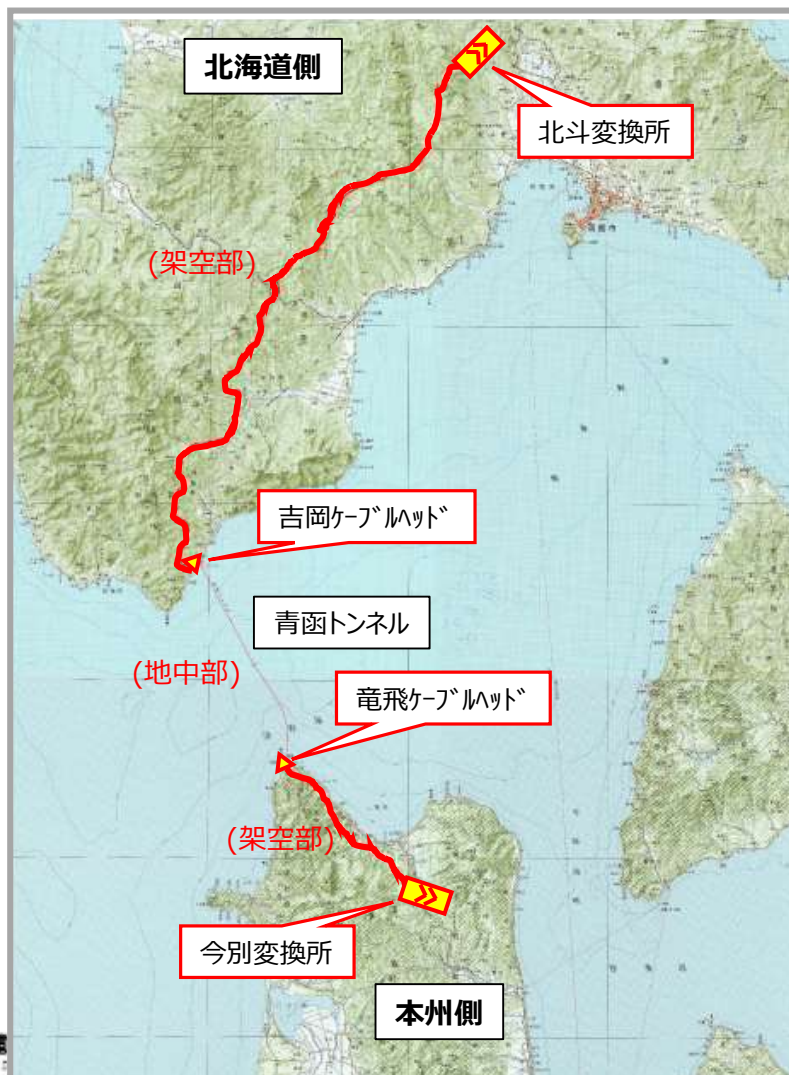 北海道側
北斗変換所
(架空部)
吉岡ｹｰﾌﾞﾙﾍｯﾄﾞ
青函トンネル
(地中部)
竜飛ｹｰﾌﾞﾙﾍｯﾄﾞ
(架空部)
今別変換所
本州側